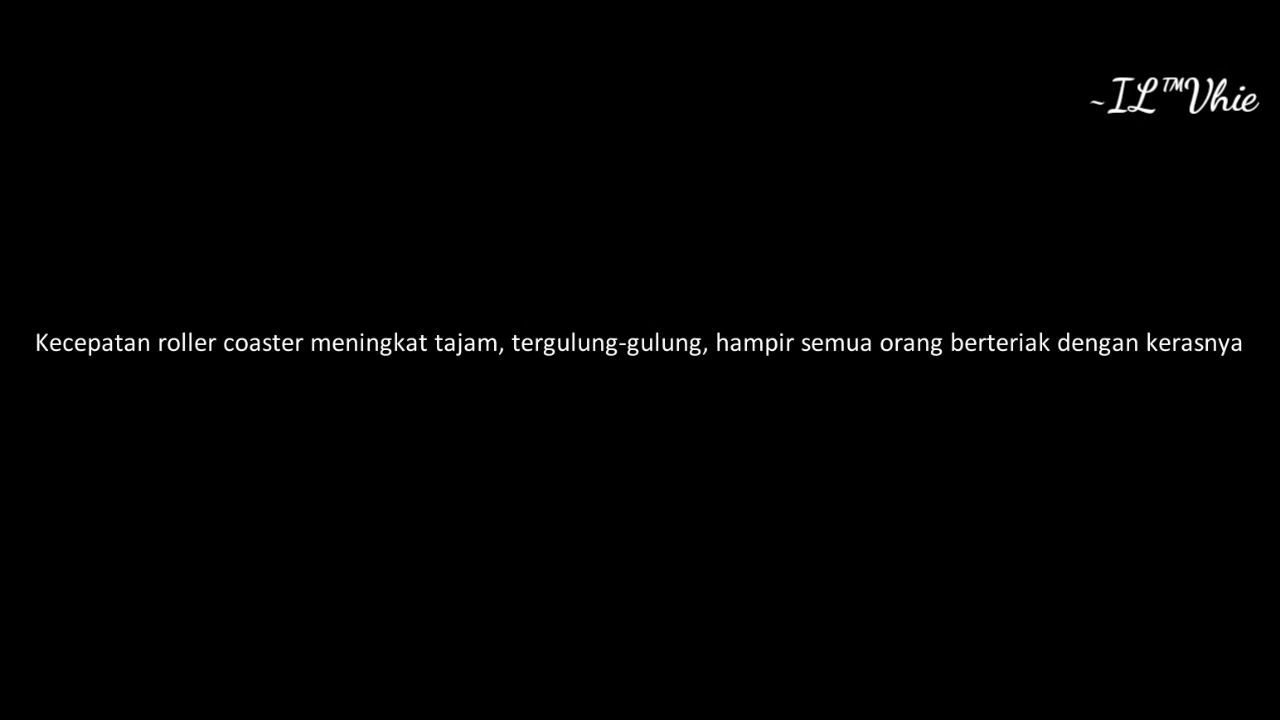 ~IL™Vhie
Kecepatan roller coaster meningkat tajam, tergulung-gulung, hampir semua orang berteriak dengan kerasnya